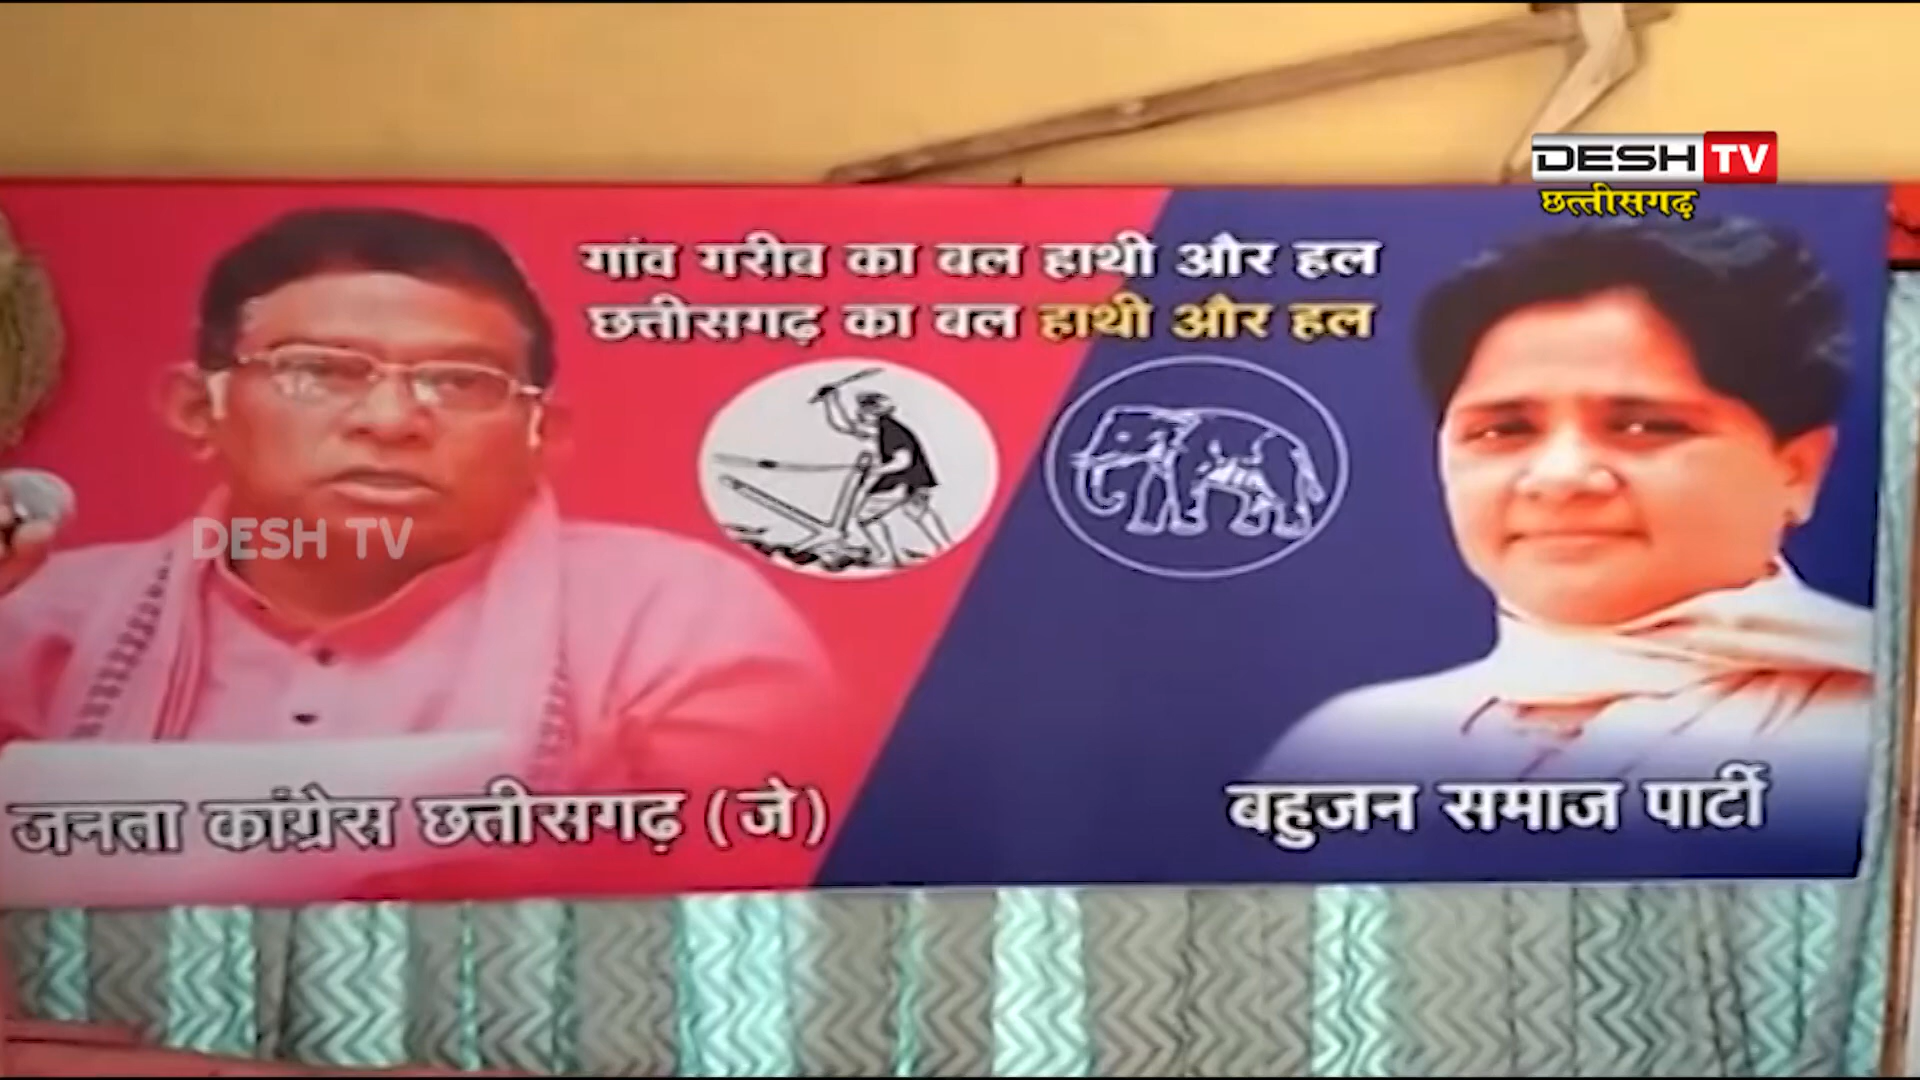 DESH TV
छत्तीसगढ़
गांव गरीब का बल हाथी और हल
छत्तीसगढ़ का बल हाथी और हल
DESH TV
जनता कांग्रेस छत्तीसगढ़ (जे)
बहुजन समाज पार्टी